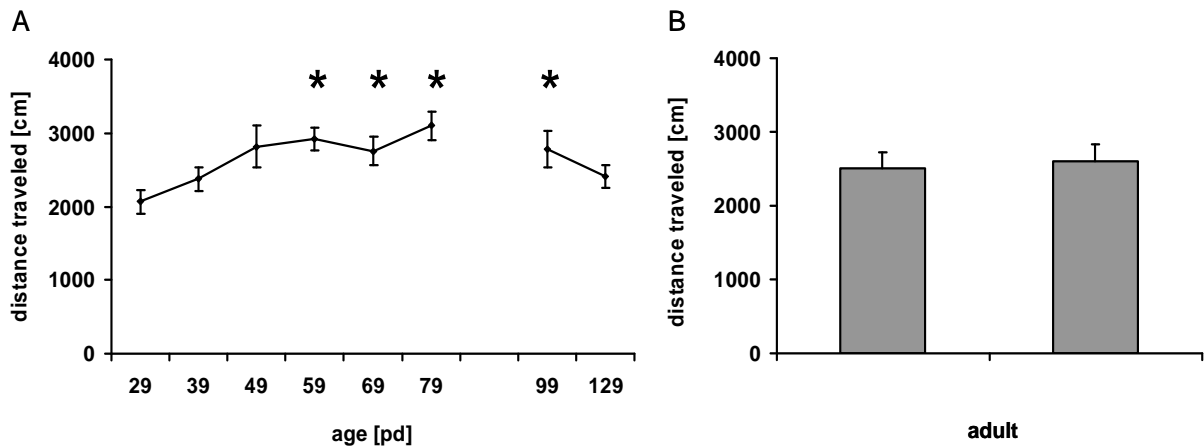 A
distance traveled [cm]
4000
3000
2000
1000
0
* * * *
29 39 49 59 69 79 99 129
age [pd]
B
distance traveled [cm]
4000
3000
2000
1000
0
adult